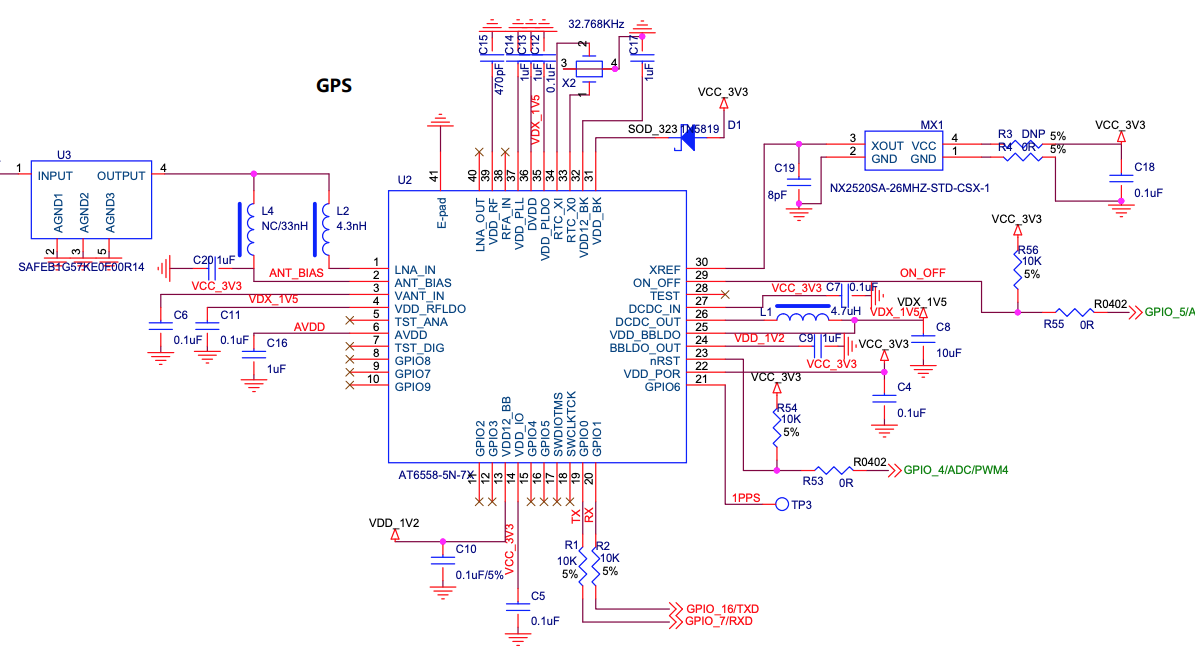 GPS
32.768KHz
C15
C14
C13
C12
C17
470pF
1uF
1uF
0.1uF
1uF
X2
2
3
4
1
VDX_1V5
VCC_3V3
SOD_323 1N5819
D1
U3
1 INPUT
OUTPUT 4
AGND1
AGND2
AGND3
2
3
5
SAFEB1G57KE0F00R14
L4
NC/33nH
L2
4.3nH
C20 1uF
ANT_BIAS
VCC_3V3
VDX_1V5
AVDD
C6
0.1uF
C11
0.1uF
C16
1uF
U2
41
E-pad
40 LNA_OUT
39 VDD_RF
38 RFA_IN
37 VDD_PLL
36 DVDD
35 VDD_PLDO
34 RTC_XI
33 RTC_X0
32 VDD12_BK
31 VDD_BK
1 LNA_IN
2 ANT_BIAS
3 VANT_IN
4 VDD_RFLDO
5 TST_ANA
6 AVDD
7 TST_DIG
8 GPIO8
9 GPIO7
10 GPIO9
XREF 30
ON_OFF 29
TEST 28
DCDC_IN 27
DCDC_OUT 26
VDD_BBLDO 25
BBLDO_OUT 24
nRST 23
VDD_POR 22
GPIO6 21
GPIO2 11
GPIO3 12
VDD12_BB 13
VDD_IO 14
GPIO4 15
GPIO5 16
SWDIOTMS 17
SWCLKTCK 18
GPIO0 19
GPIO1 20
AT6558-5N-7X
MX1
3 XOUT VCC 4
2 GND GND 1
NX2520SA-26MHZ-STD-CSX-1
C19
8pF
R3 DNP 5%
R4 0R 5%
VCC_3V3
C18
0.1uF
VCC_3V3
R56
10K
5%
ON_OFF
R55 0R
R0402
GPIO_5/A
VCC_3V3
C7 0.1uF
L1
4.7uH
VDX_1V5
VDX_1V5
C8
10uF
VDD_1V2
C9 1uF
VCC_3V3
VCC_3V3
C4
0.1uF
VCC_3V3
R54
10K
5%
R53 0R
R0402
GPIO_4/ADC/PWM4
1PPS
TP3
VDD_1V2
C10
0.1uF/5%
VCC_3V3
C5
0.1uF
TX
RX
R1
10K
5%
R2
10K
5%
GPIO_16/TXD
GPIO_7/RXD